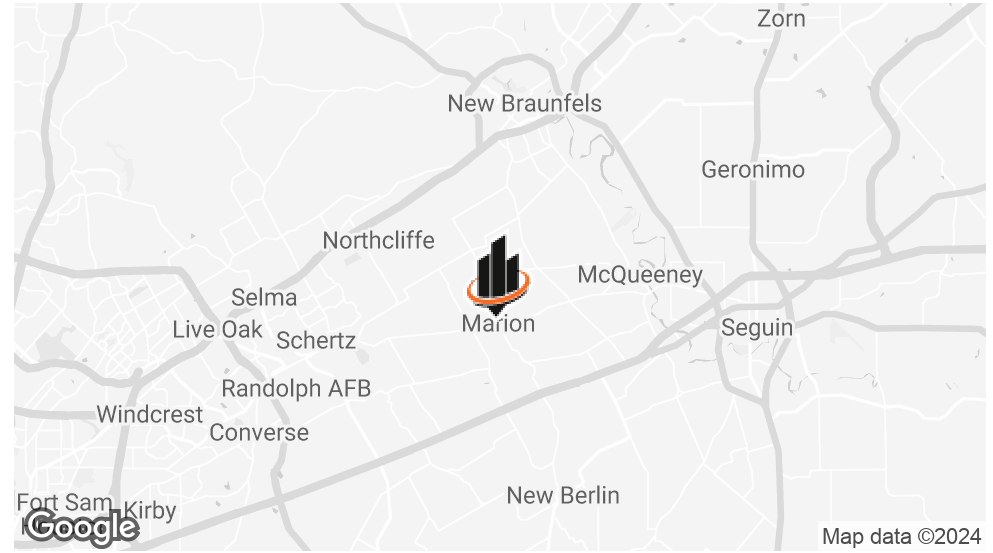 Zorn
New Braunfels
Geronimo
Northcliffe
McQueeney
Selma
Marion
Live Oak
Seguin
Schertz
Randolph AFB
Windcrest
Converse
New Berlin
Fort Sam
Kirby
Google
Map data ©2024